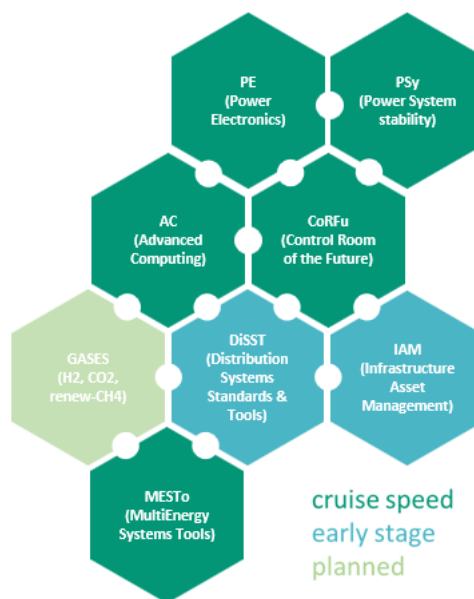 PE
(Power
Electronics)
PSy
(Power System
stability)
AC
(Advanced
Computing)
CoRFu
(Control Room
of the Future)
GASES
(H2, CO2,
renew-CH4)
DiSST
(Distribution
Systems
Standards &
Tools)
IAM
(Infrastructure
Asset
Management)
MESTo
(MultiEnergy
Systems Tools)
cruise speed
early stage
planned